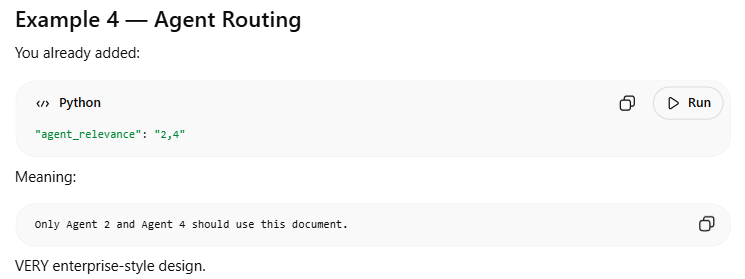 Example 4 — Agent Routing
You already added:
</> Python
Run
"agent_relevance": "2,4"
Meaning:
Only Agent 2 and Agent 4 should use this document.
VERY enterprise-style design.